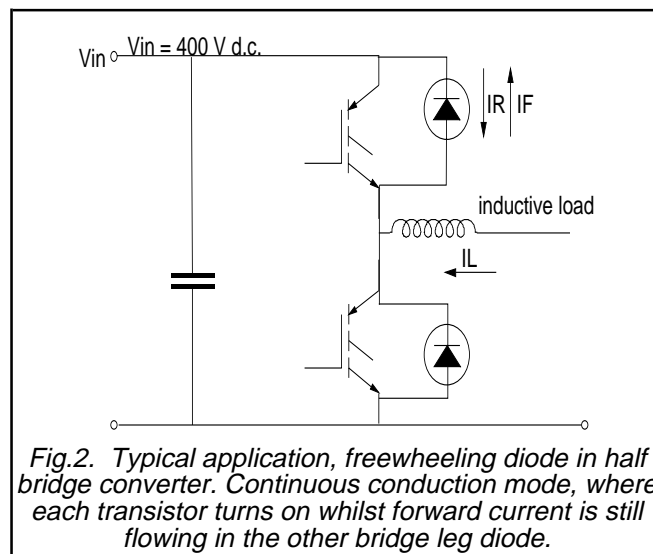 Vin = 400 V d.c.
Vin
IR IF
inductive load
IL
Fig.2. Typical application, freewheeling diode in half
bridge converter. Continuous conduction mode, where
each transistor turns on whilst forward current is still
flowing in the other bridge leg diode.